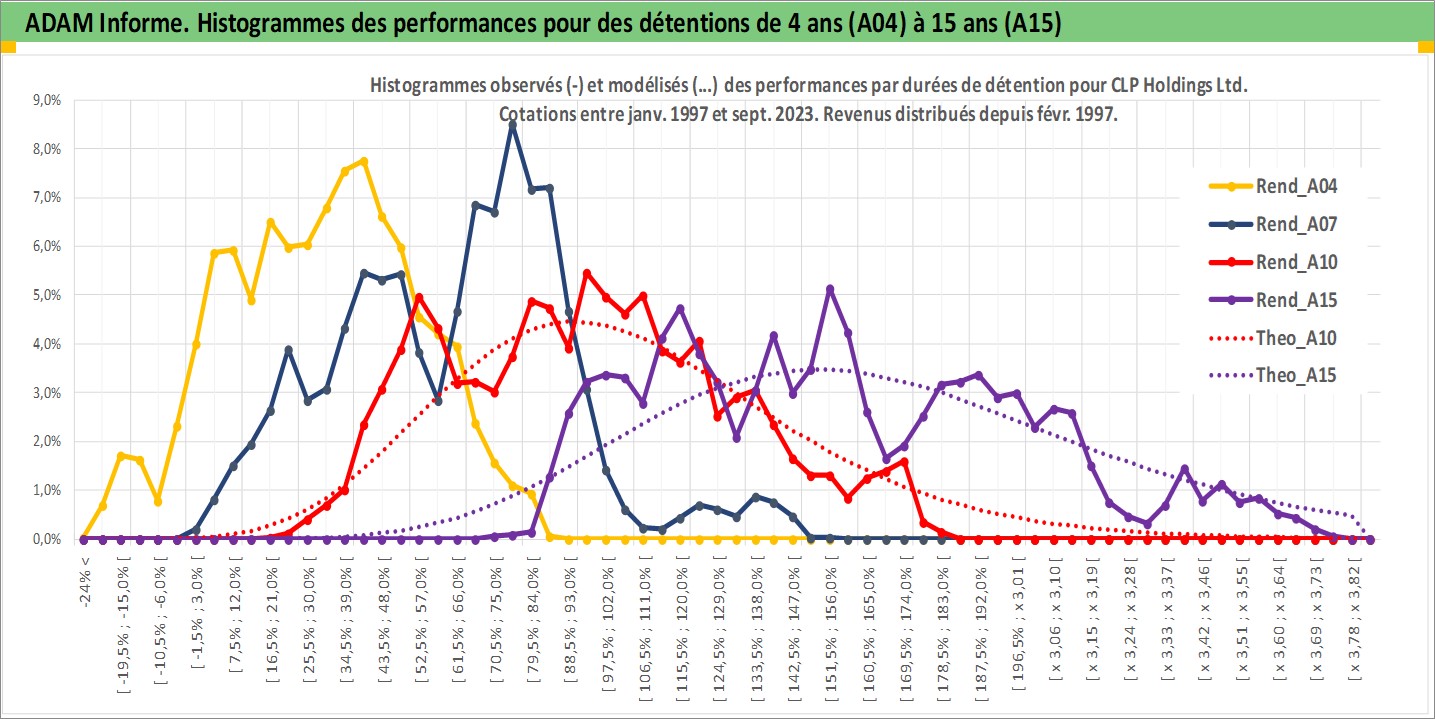 ADAM Informe. Histogrammes des performances pour des détentions de 4 ans (A04) à 15 ans (A15)
Histogrammes observés (-) et modélisés (...) des performances par durées de détention pour CLP Holdings Ltd.
Cotations entre janv. 1997 et sept. 2023. Revenus distribués depuis févr. 1997.
9,0%
8,0%
7,0%
6,0%
5,0%
4,0%
3,0%
2,0%
1,0%
0,0%
Rend_A04
Rend_A07
Rend_A10
Rend_A15
Theo_A10
Theo_A15
-24% <
[ -19,5% ; -15,0% [
[ -10,5% ; -6,0% [
[ -1,5% ; 3,0% [
[ 7,5% ; 12,0% [
[ 16,5% ; 21,0% [
[ 25,5% ; 30,0% [
[ 34,5% ; 39,0% [
[ 43,5% ; 48,0% [
[ 52,5% ; 57,0% [
[ 61,5% ; 66,0% [
[ 70,5% ; 75,0% [
[ 79,5% ; 84,0% [
[ 88,5% ; 93,0% [
[ 97,5% ; 102,0% [
[ 106,5% ; 111,0% [
[ 115,5% ; 120,0% [
[ 124,5% ; 129,0% [
[ 133,5% ; 138,0% [
[ 142,5% ; 147,0% [
[ 151,5% ; 156,0% [
[ 160,5% ; 165,0% [
[ 169,5% ; 174,0% [
[ 178,5% ; 183,0% [
[ 187,5% ; 192,0% [
[ 196,5% ; x 3,01 [
[ x 3,06 ; x 3,10 [
[ x 3,15 ; x 3,19 [
[ x 3,24 ; x 3,28 [
[ x 3,33 ; x 3,37 [
[ x 3,42 ; x 3,46 [
[ x 3,51 ; x 3,55 [
[ x 3,60 ; x 3,64 [
[ x 3,69 ; x 3,73 [
[ x 3,78 ; x 3,82 [